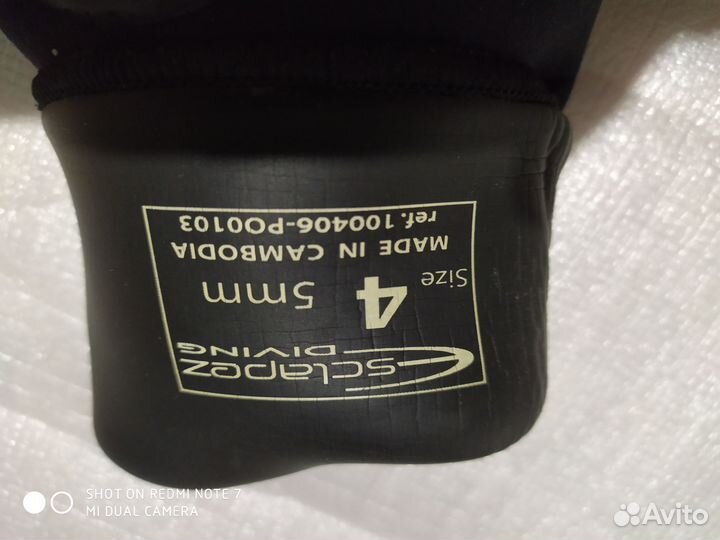 Esclapez
DIVING
Size 4 5mm
MADE IN CAMBODIA
ref. 100406-PO0103
SHOT ON REDMI NOTE 7
MI DUAL CAMERA
Avito